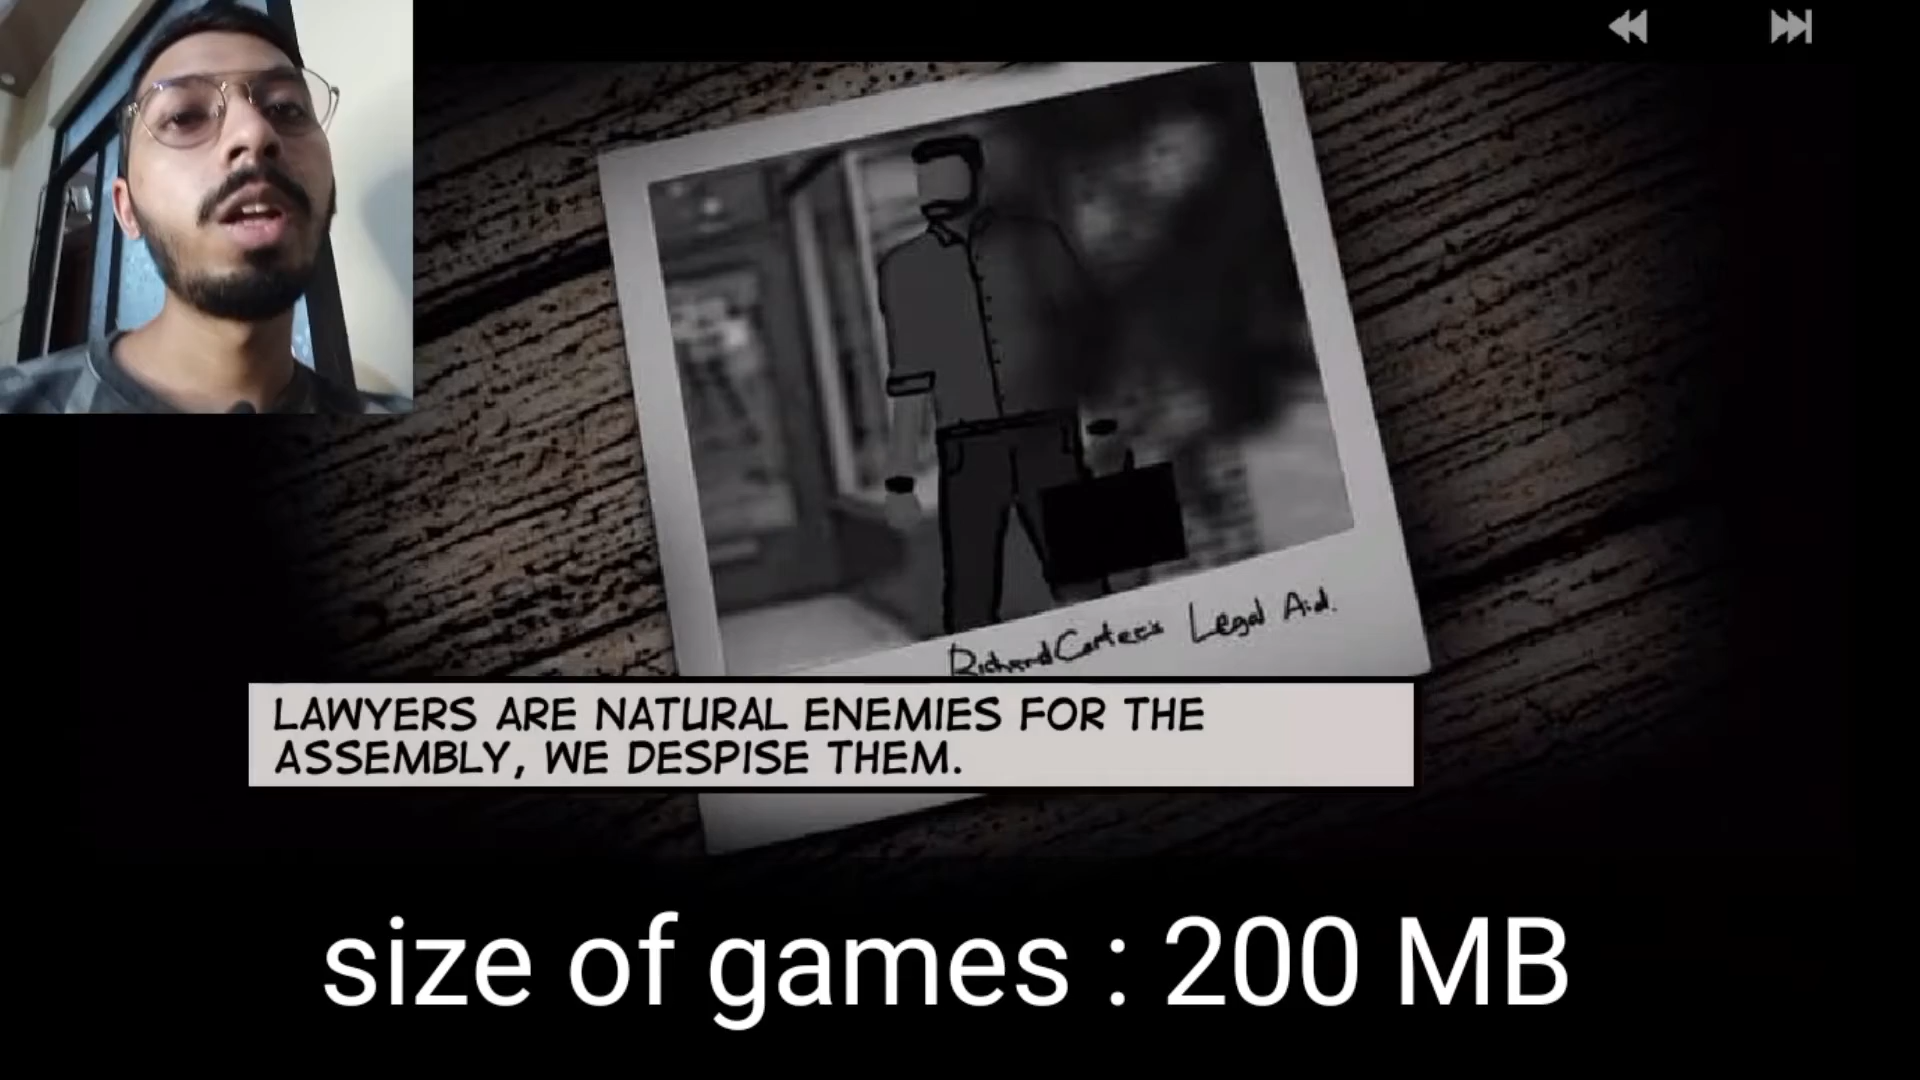 Richard Carter's Legal Aid.
LAWYERS ARE NATURAL ENEMIES FOR THE
ASSEMBLY, WE DESPISE THEM.
size of games : 200 MB